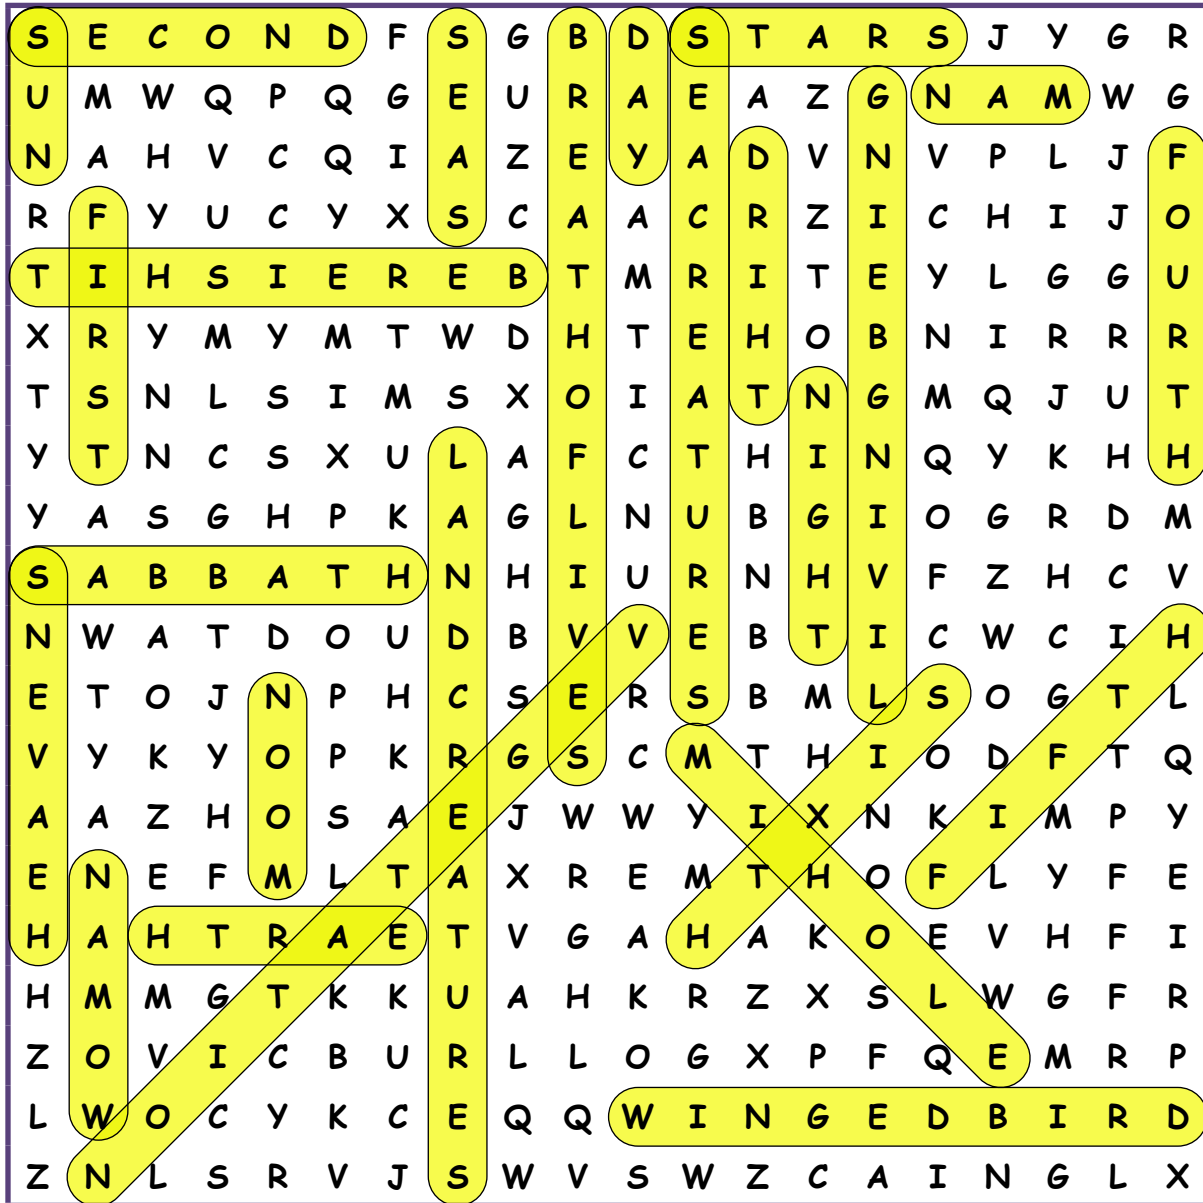 S E C O N D F S G B D S T A R S J Y G R
U M W Q P Q G E U R A E A Z G N A M W G
N A H V C Q I A Z E Y A D V N V P L J F
R F Y U C Y X S C A A C R Z I C H I J O
T I H S I E R E B T M R I T E Y L G G U
X R Y M Y M T W D H T E H O B N I R R R
T S N L S I M S X O I A T N G M Q J U T
Y T N C S X U L A F C T H I N Q Y K H H
Y A S G H P K A G L N U B G I O G R D M
S A B B A T H N H I U R N H V F Z H C V
N W A T D O U D B V V E B T I C W C I H
E T O J N P H C S E R S B M L S O G T L
V Y K Y O P K R G S C M T H I O D F T Q
A A Z H O S A E J W W Y I X N K I M P Y
E N E F M L T A X R E M T H O F L Y F E
H A H T R A E T V G A H A K O E V H F I
H M M G T K K U A H K R Z X S L W G F R
Z O V I C B U R L L O G X P F Q E M R P
L W O C Y K C E Q Q W I N G E D B I R D
Z N L S R V J S W V S W Z C A I N G L X